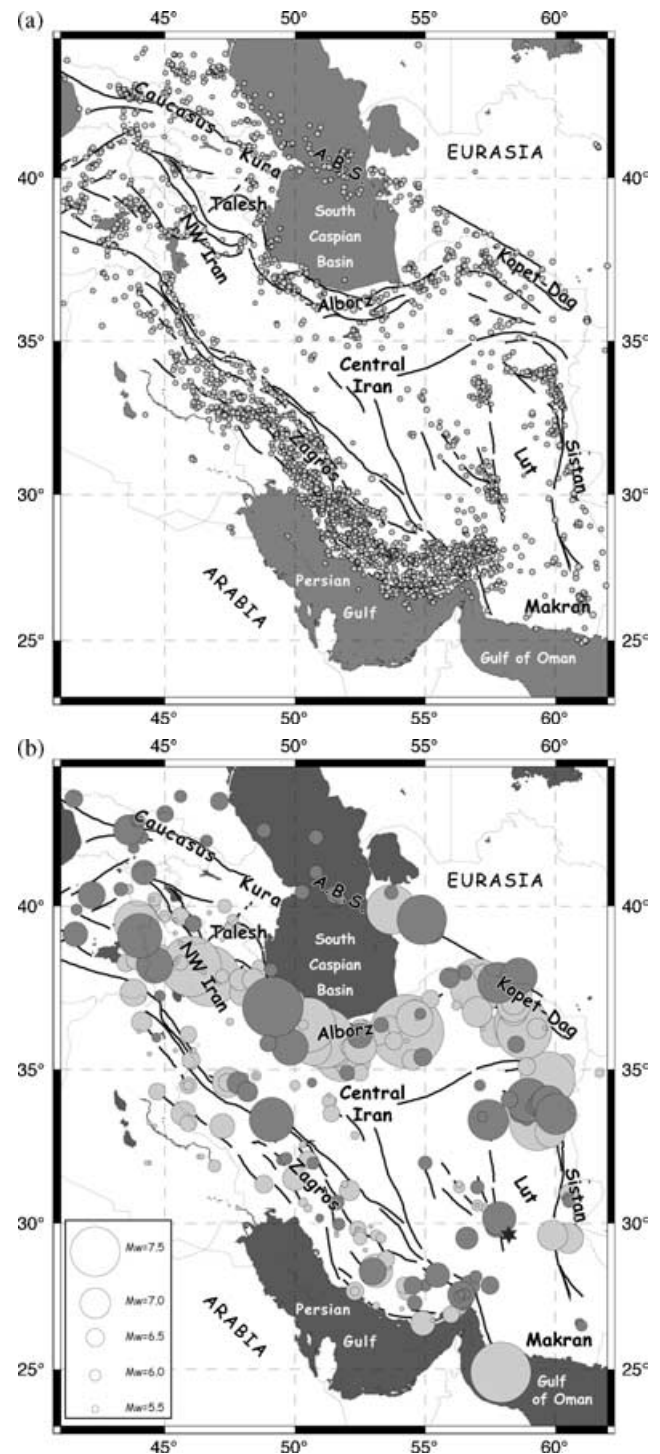 (a)
45° 50° 55° 60°
Caucasus
Kura
A.B.S.
EURASIA
40°
40°
Talesh
South
Caspian
Basin
NW Iran
Kopet-Dag
Alborz
35°
35°
Central
Iran
Zagros
Lut
Sistan
30°
30°
Persian
Gulf
ARABIA
Makran
25°
25°
Gulf of Oman
45° 50° 55° 60°
(b)
45° 50° 55° 60°
Caucasus
Kura
A.B.S.
EURASIA
40°
40°
Talesh
South
Caspian
Basin
NW Iran
Kopet-Dag
Alborz
35°
35°
Central
Iran
Zagros
Lut
Sistan
30°
30°
Mw=7.5
Mw=7.0
Mw=6.5
Mw=6.0
Mw=5.5
Persian
Gulf
ARABIA
Makran
25°
25°
Gulf
of Oman
45° 50° 55° 60°